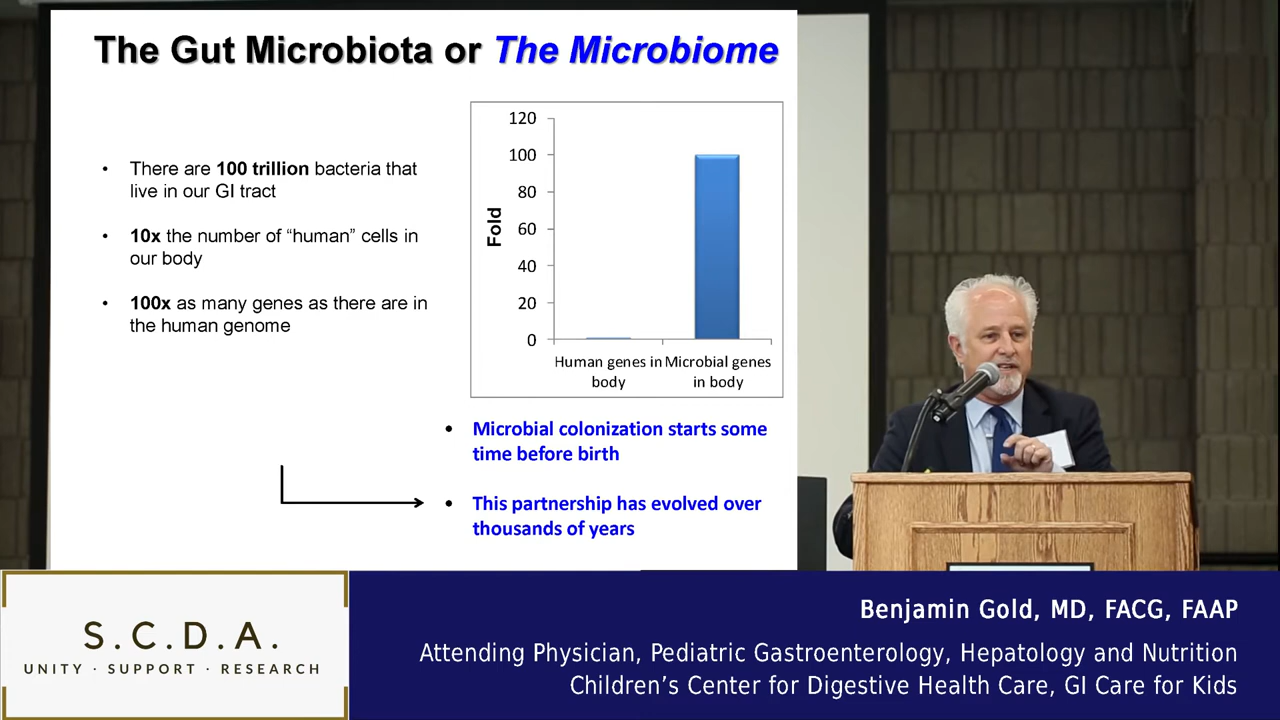 The Gut Microbiota or The Microbiome
• There are 100 trillion bacteria that
live in our GI tract
• 10x the number of “human” cells in
our body
• 100x as many genes as there are in
the human genome
120
100
80
60
40
20
0
Fold
Human genes in
body
Microbial genes
in body
• Microbial colonization starts some
time before birth
• This partnership has evolved over
thousands of years
S.C.D.A.
UNITY · SUPPORT · RESEARCH
Benjamin Gold, MD, FACG, FAAP
Attending Physician, Pediatric Gastroenterology, Hepatology and Nutrition
Children’s Center for Digestive Health Care, GI Care for Kids